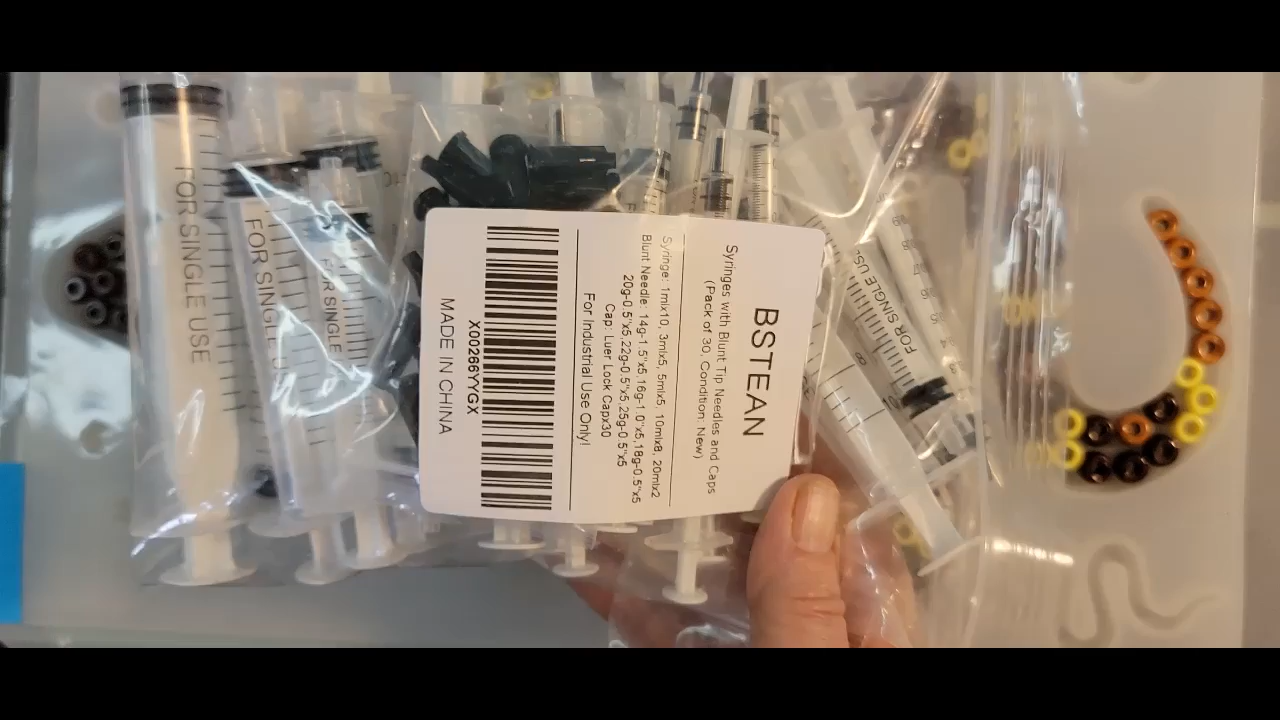 BSTEAN
Syringes with Blunt Tip Needles and Caps
(Pack of 30, Condition: New)
Syringe: 1mlx10, 3mlx5, 5mlx5, 10mlx8, 20mlx2
Blunt Needle: 14g-1.5"x5,16g-1.0"x5,18g-0.5"x5
20g-0.5"x5,22g-0.5"x5,25g-0.5"x5
Cap: Luer Lock Capx30
For Industrial Use Only!
X00266YYGX
MADE IN CHINA
FOR SINGLE USE
FOR SINGLE U
FOR SINGLE
FOR SINGLE USE